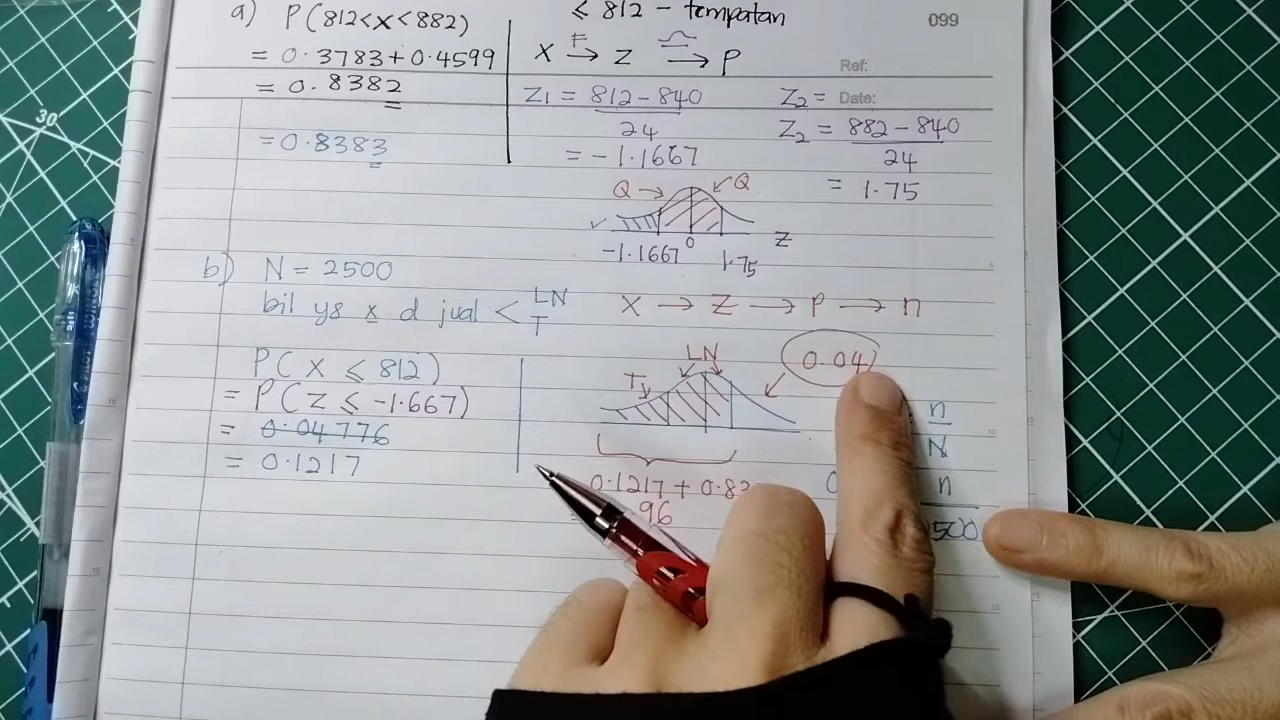 099
≤ 812 - tempatan
a) P(812<x<882)
= 0.3783+0.4599
= 0.8382
= 0.8383
X F→ Z → P
Ref:
Date:
Z1 = 812-840
24
= -1.1667
Z2 =
Z2 = 882-840
24
= 1.75
Q Q
-1.1667 0 1.75 Z
b) N = 2500
bil yg x d jual < LN
T
X → Z → P → n
P(X ≤ 812)
= P(Z ≤ -1.667)
= 0.04776
= 0.1217
LN
T
0.04
n
N
0.1217 + 0.83
96
0
n
500